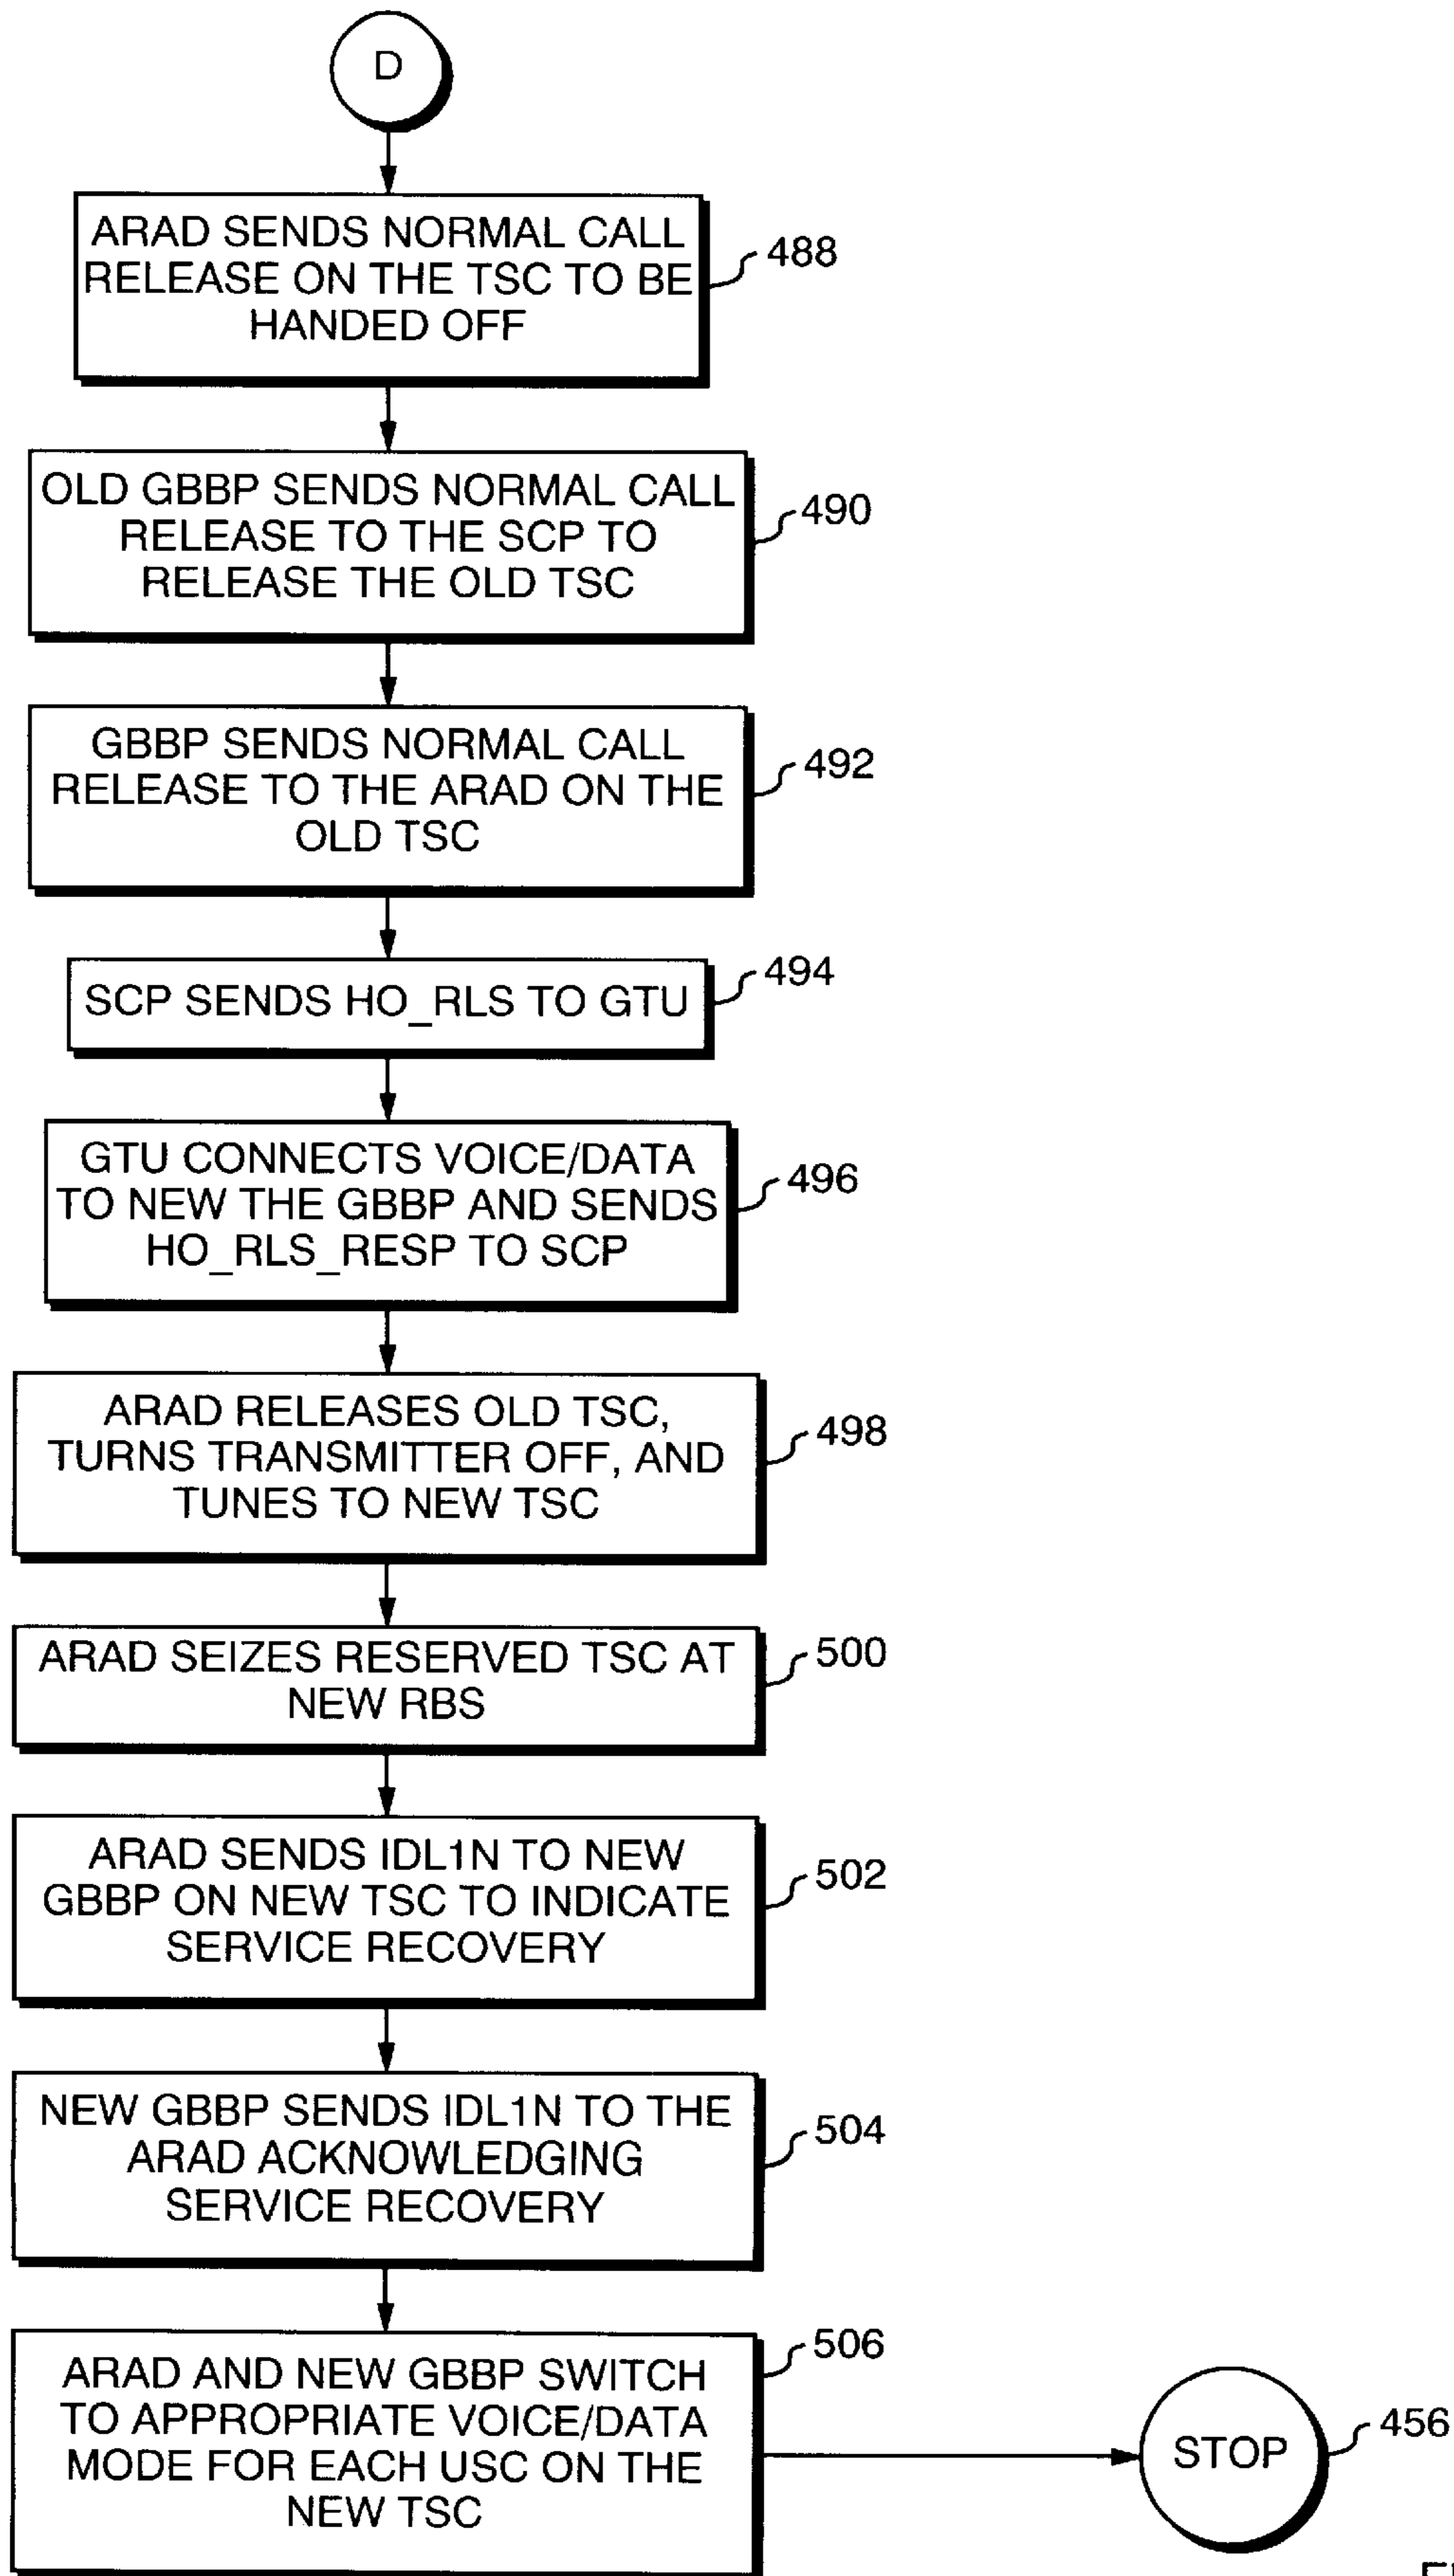 D
ARAD SENDS NORMAL CALL
RELEASE ON THE TSC TO BE
HANDED OFF
488
OLD GBBP SENDS NORMAL CALL
RELEASE TO THE SCP TO
RELEASE THE OLD TSC
490
GBBP SENDS NORMAL CALL
RELEASE TO THE ARAD ON THE
OLD TSC
492
SCP SENDS HO_RLS TO GTU
494
GTU CONNECTS VOICE/DATA
TO NEW THE GBBP AND SENDS
HO_RLS_RESP TO SCP
496
ARAD RELEASES OLD TSC,
TURNS TRANSMITTER OFF, AND
TUNES TO NEW TSC
498
ARAD SEIZES RESERVED TSC AT
NEW RBS
500
ARAD SENDS IDL1N TO NEW
GBBP ON NEW TSC TO INDICATE
SERVICE RECOVERY
502
NEW GBBP SENDS IDL1N TO THE
ARAD ACKNOWLEDGING
SERVICE RECOVERY
504
ARAD AND NEW GBBP SWITCH
TO APPROPRIATE VOICE/DATA
MODE FOR EACH USC ON THE
NEW TSC
506
STOP
456